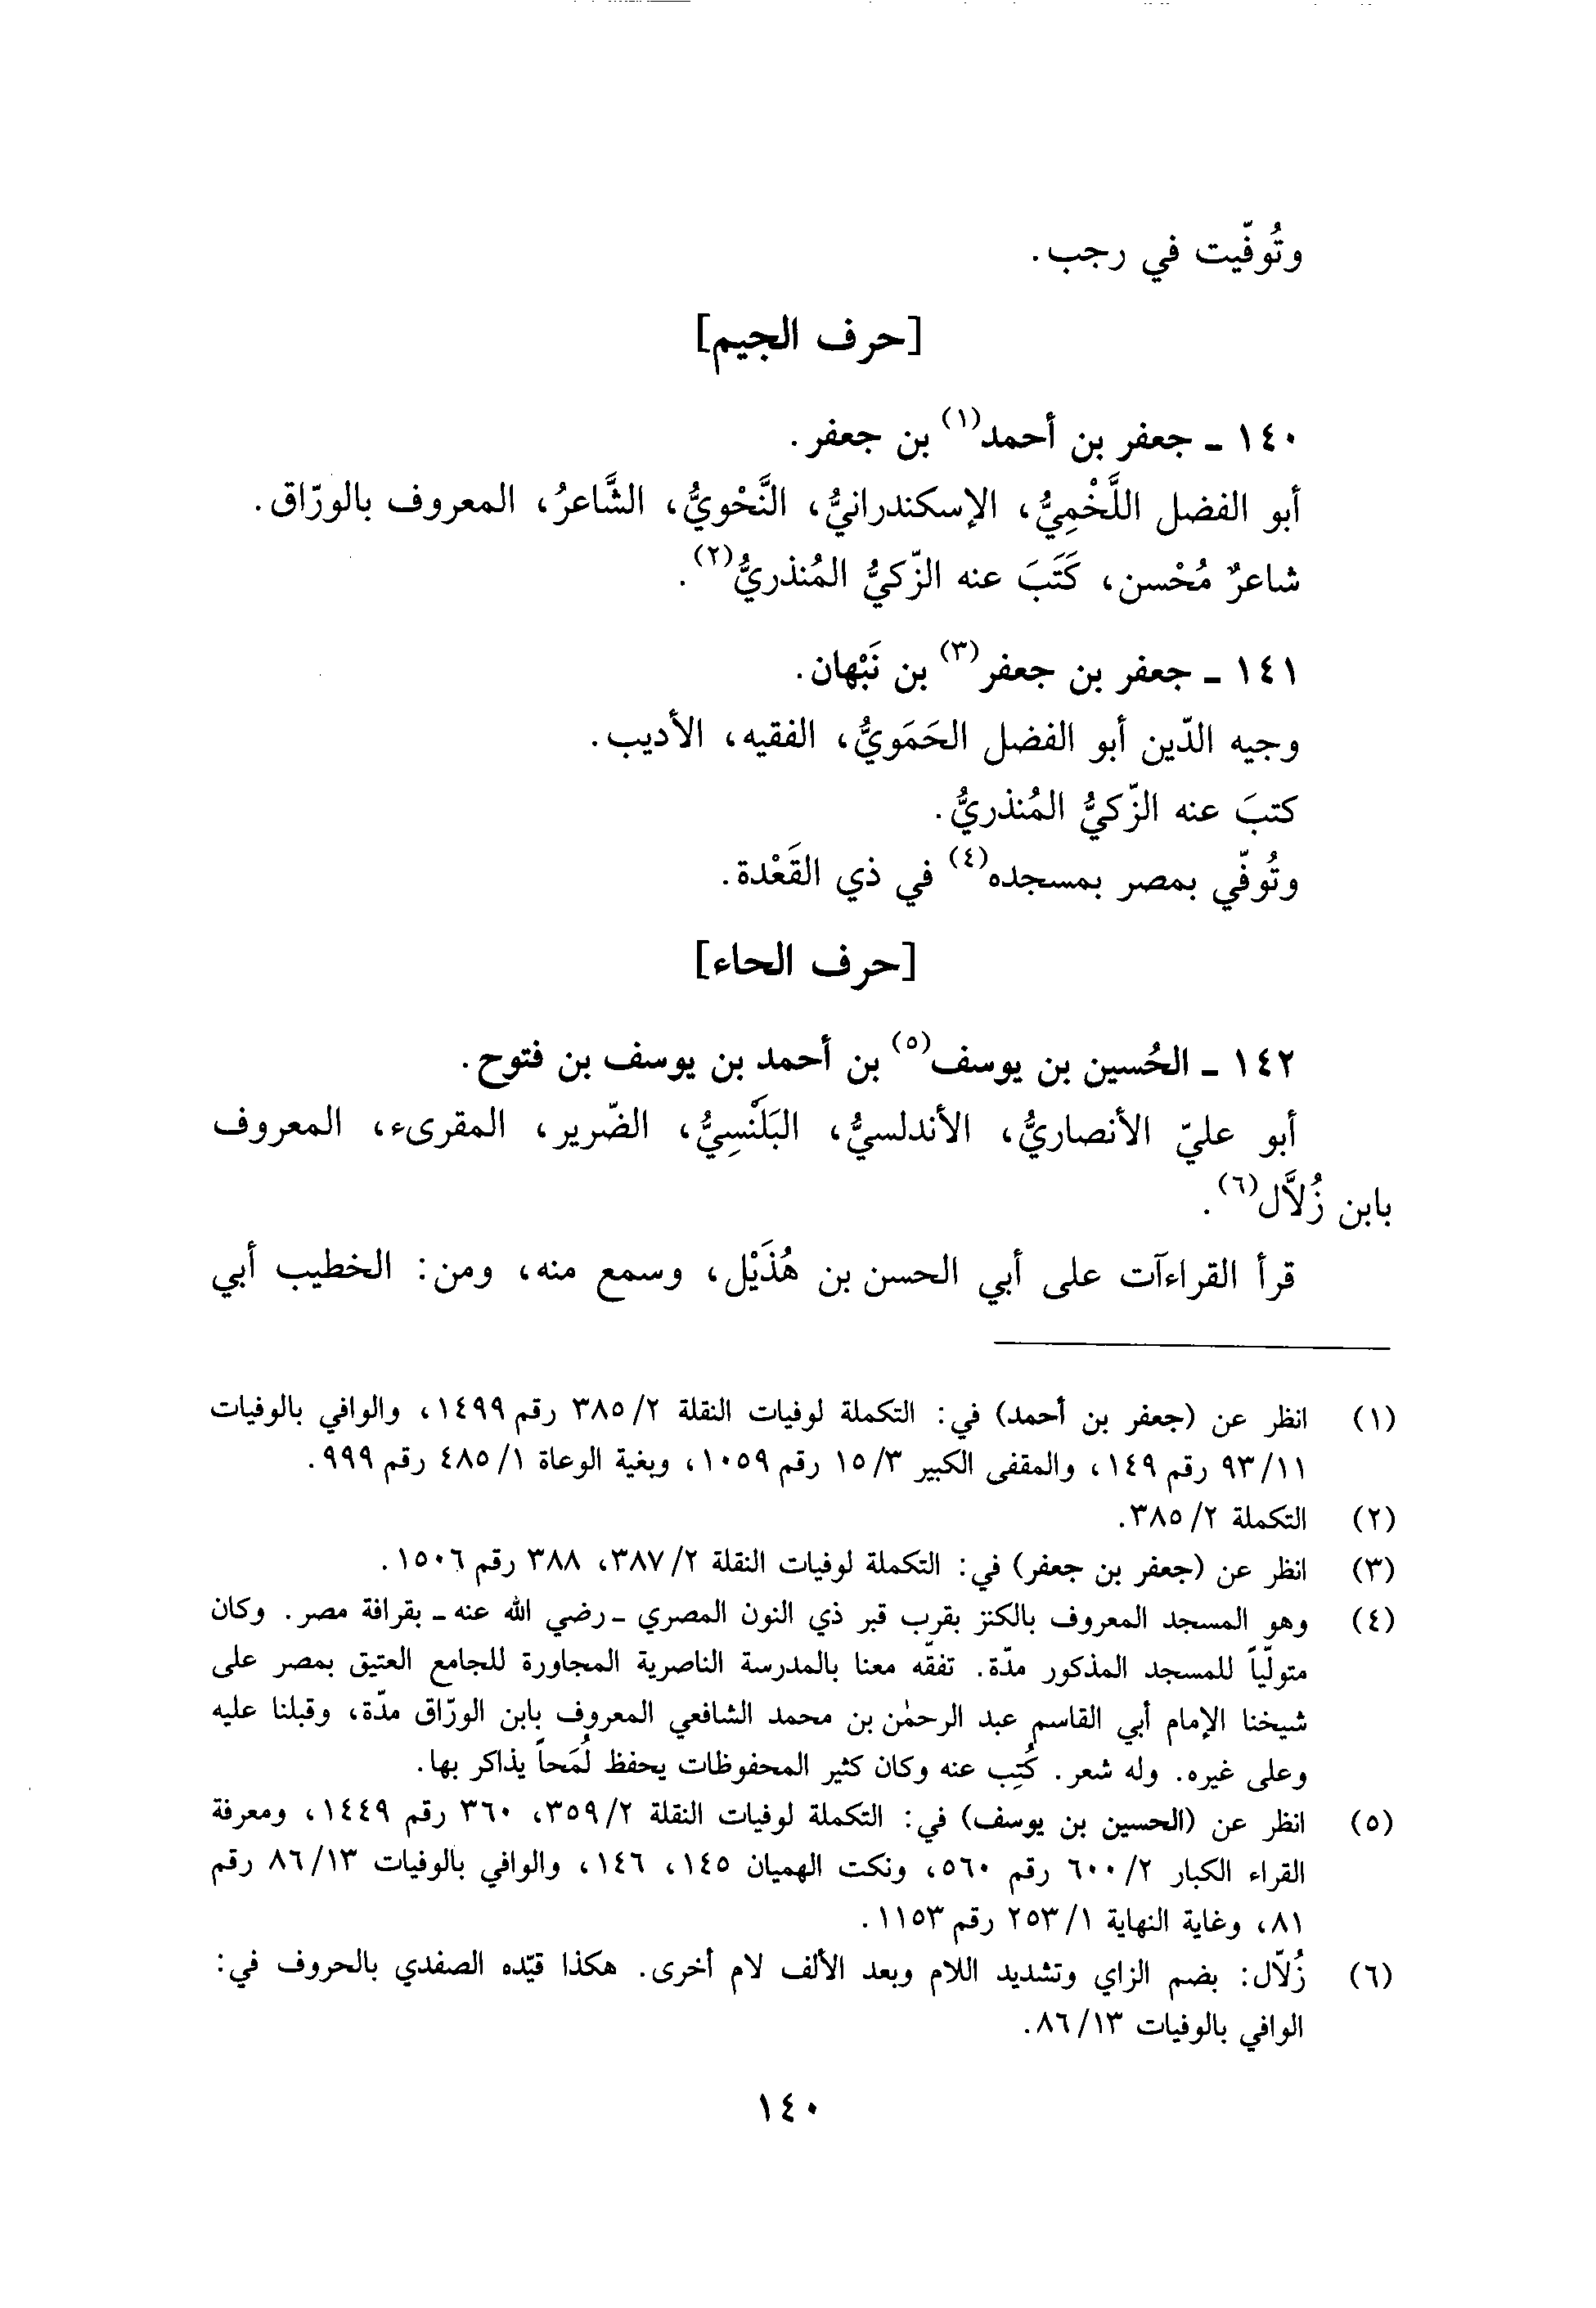 وتُوفّيت في رجب.
[حرف الجيم]
١٤٠ ـ جعفر بن أحمد(١) بن جعفر.
أبو الفضل اللَّخْمِيُّ، الإسكندرانيُّ، النَّحْويُّ، الشَّاعرُ، المعروف بالورّاق.
شاعرٌ مُحْسن، كَتَبَ عنه الزّكيُّ المُنذريُّ(٢).
١٤١ ـ جعفر بن جعفر(٣) بن نَبْهان.
وجيه الدّين أبو الفضل الحَمَويُّ، الفقيه، الأديب.
كتبَ عنه الزّكيُّ المُنذريُّ.
وتُوفّي بمصر بمسجده(٤) في ذي القَعْدة.
[حرف الحاء]
١٤٢ ـ الحُسين بن يوسف(٥) بن أحمد بن يوسف بن فتوح.
أبو عليّ الأنصاريُّ، الأندلسيُّ، البَلَنْسِيُّ، الضّرير، المقرىء، المعروف
بابن زُلاَّل(٦).
قرأ القراءآت على أبي الحسن بن هُذَيْل، وسمع منه، ومن: الخطيب أبي
(١) انظر عن (جعفر بن أحمد) في: التكملة لوفيات النقلة ٢/ ٣٨٥ رقم ١٤٩٩، والوافي بالوفيات
١١/ ٩٣ رقم ١٤٩، والمقفى الكبير ٣/ ١٥ رقم ١٠٥٩، وبغية الوعاة ١/ ٤٨٥ رقم ٩٩٩.
(٢) التكملة ٢/ ٣٨٥.
(٣) انظر عن (جعفر بن جعفر) في: التكملة لوفيات النقلة ٢/ ٣٨٧، ٣٨٨ رقم ١٥٠٦.
(٤) وهو المسجد المعروف بالكنز بقرب قبر ذي النون المصري ـ رضي الله عنه ـ بقرافة مصر. وكان
متولّياً للمسجد المذكور مدّة. تفقّه معنا بالمدرسة الناصرية المجاورة للجامع العتيق بمصر على
شيخنا الإمام أبي القاسم عبد الرحمٰن بن محمد الشافعي المعروف بابن الورّاق مدّة، وقبلنا عليه
وعلى غيره. وله شعر. كُتِب عنه وكان كثير المحفوظات يحفظ لُمَحاً يذاكر بها.
(٥) انظر عن (الحسين بن يوسف) في: التكملة لوفيات النقلة ٢/ ٣٥٩، ٣٦٠ رقم ١٤٤٩، ومعرفة
القراء الكبار ٢/ ٦٠٠ رقم ٥٦٠، ونكت الهميان ١٤٥، ١٤٦، والوافي بالوفيات ١٣/ ٨٦ رقم
٨١، وغاية النهاية ١/ ٢٥٣ رقم ١١٥٣.
(٦) زُلاّل: بضم الزاي وتشديد اللام وبعد الألف لام أخرى. هكذا قيّده الصفدي بالحروف في:
الوافي بالوفيات ١٣/ ٨٦.
١٤٠